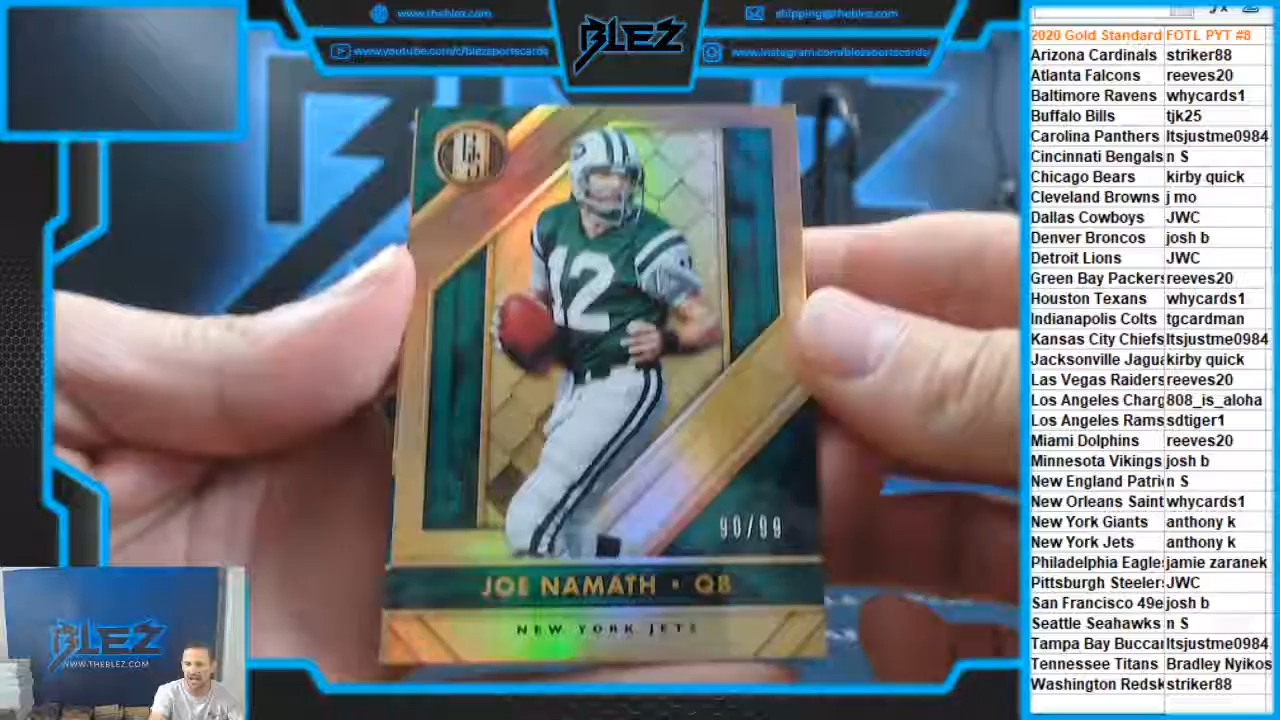 www.theblez.com
BLEZ
shipping@theblez.com
www.youtube.com/c/blezsportscards
www.instagram.com/blezsportscards/
12
90/99
JOE NAMATH · QB
NEW YORK JETS
BLEZ
WWW.THEBLEZ.COM
2020 Gold Standard FOTL PYT #8
Arizona Cardinals striker88
Atlanta Falcons reeves20
Baltimore Ravens whycards1
Buffalo Bills tjk25
Carolina Panthers Itsjustme0984
Cincinnati Bengals n S
Chicago Bears kirby quick
Cleveland Browns j mo
Dallas Cowboys JWC
Denver Broncos josh b
Detroit Lions JWC
Green Bay Packers reeves20
Houston Texans whycards1
Indianapolis Colts tgcardman
Kansas City Chiefs Itsjustme0984
Jacksonville Jagua kirby quick
Las Vegas Raiders reeves20
Los Angeles Charg 808_is_aloha
Los Angeles Rams sdtiger1
Miami Dolphins reeves20
Minnesota Vikings josh b
New England Patri n S
New Orleans Saint whycards1
New York Giants anthony k
New York Jets anthony k
Philadelphia Eagle jamie zaranek
Pittsburgh Steeler JWC
San Francisco 49e josh b
Seattle Seahawks n S
Tampa Bay Buccan Itsjustme0984
Tennessee Titans Bradley Nyikos
Washington Redsk striker88